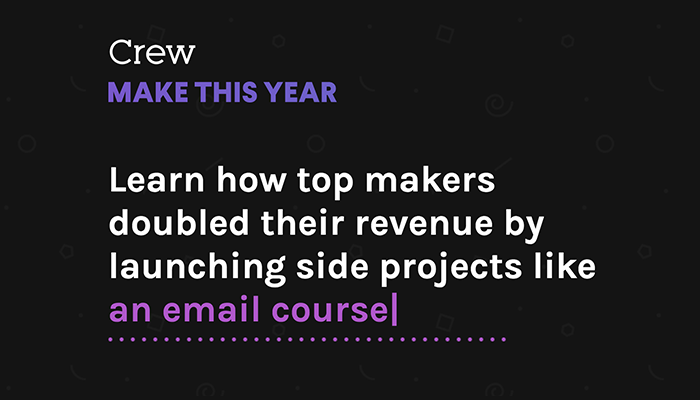 Crew
MAKE THIS YEAR
Learn how top makers
doubled their revenue by
launching side projects like
an email course